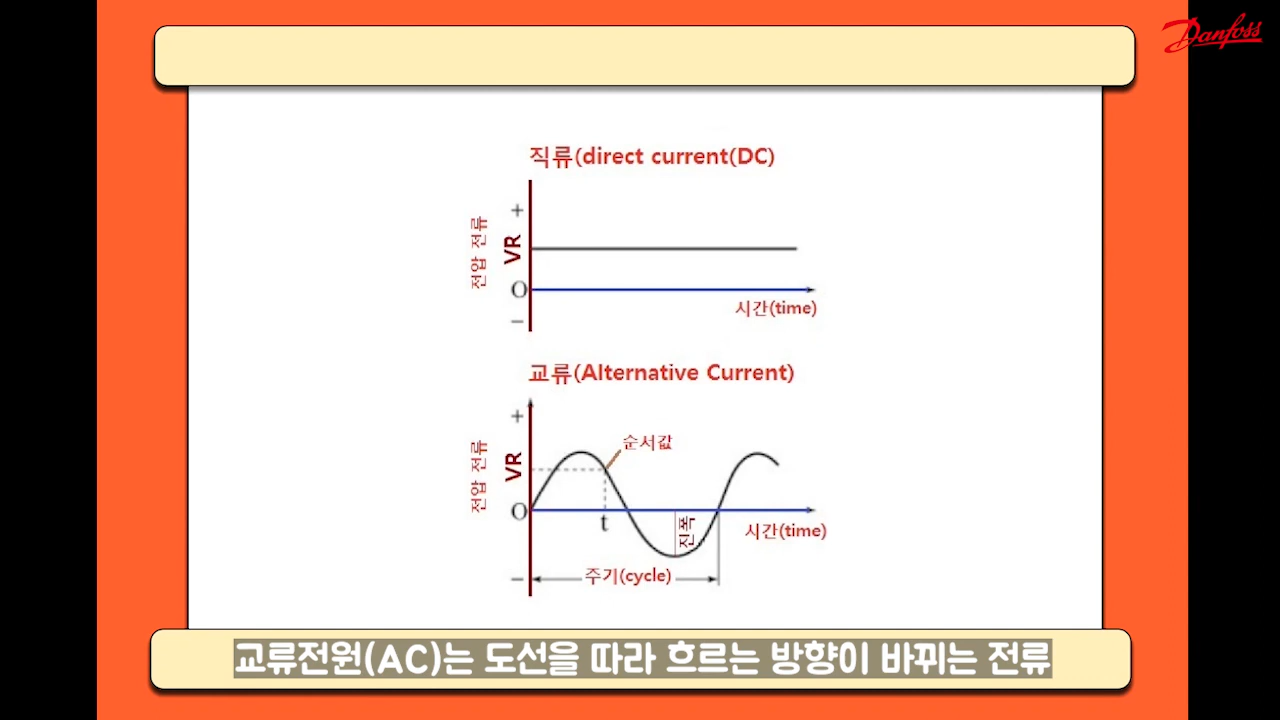 Danfoss
직류(direct current(DC)
+
전압 전류
VR
O
−
시간(time)
교류(Alternative Current)
+
순서값
전압 전류
VR
O
t
진폭
시간(time)
−
주기(cycle)
교류전원(AC)는 도선을 따라 흐르는 방향이 바뀌는 전류